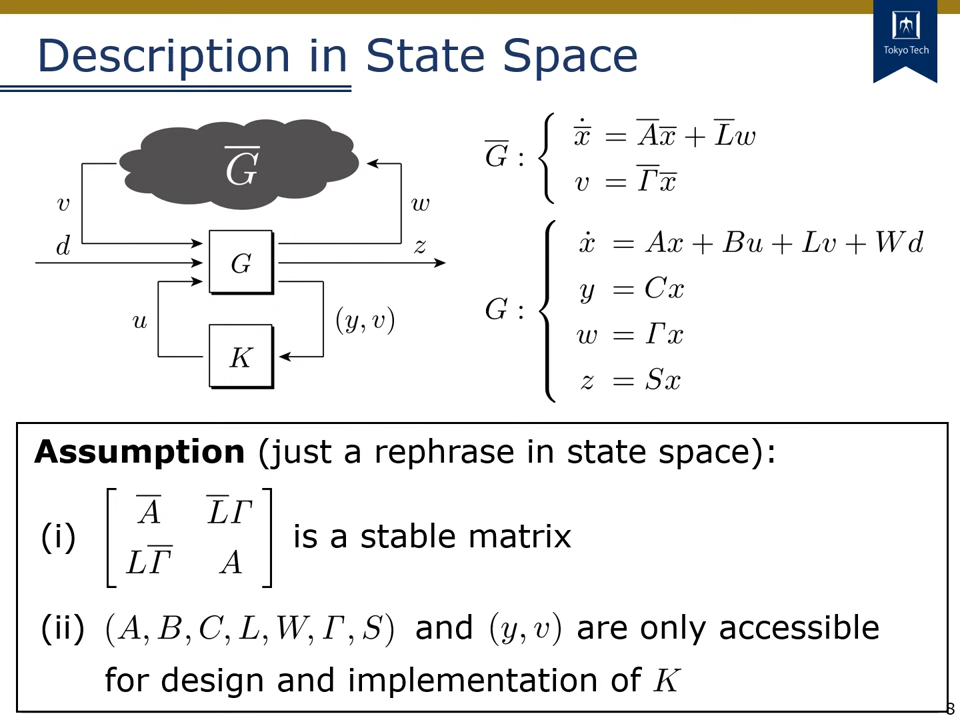 Description in State Space
Tokyo Tech
G̅
v
w
d
z
G
u
(y, v)
K
G̅ : { ẋ̅ = A̅x̅ + L̅w
v = Γ̅x̅
G : { ẋ = Ax + Bu + Lv + Wd
y = Cx
w = Γx
z = Sx
Assumption (just a rephrase in state space):
(i) [ A̅ L̅Γ ; LΓ̅ A ] is a stable matrix
(ii) (A, B, C, L, W, Γ, S) and (y, v) are only accessible
for design and implementation of K
8